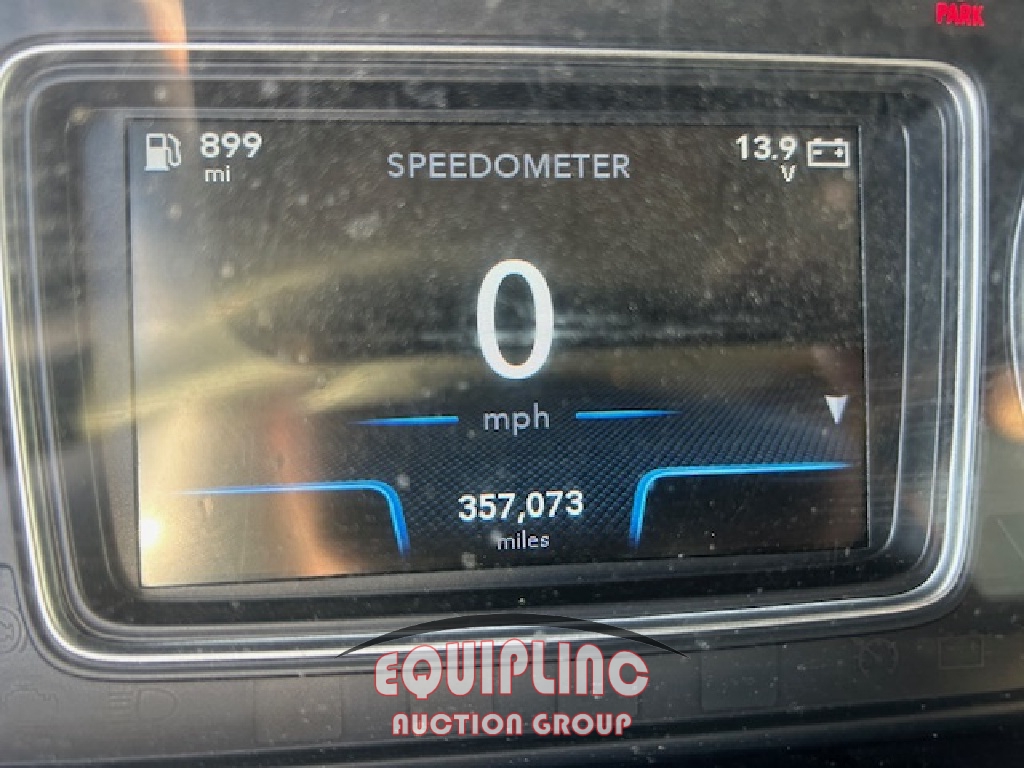 PARK
899
mi
SPEEDOMETER
13.9
V
0
mph
357,073
miles
EQUIPLINC
AUCTION GROUP